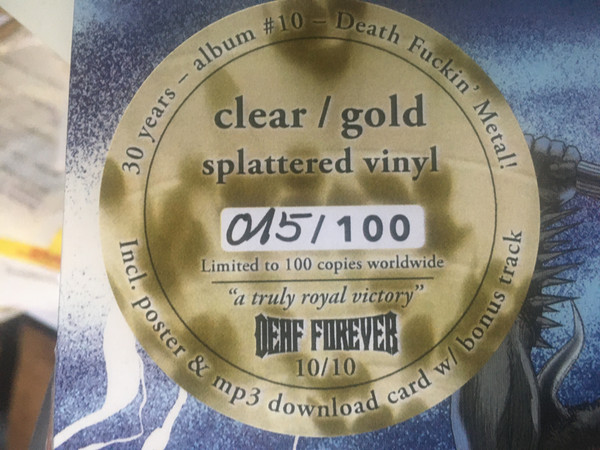 30 years – album #10 – Death Fuckin' Metal!
clear / gold
splattered vinyl
015/100
Limited to 100 copies worldwide
“a truly royal victory”
DEAF FOREVER
10/10
Incl. poster & mp3 download card w/ bonus track